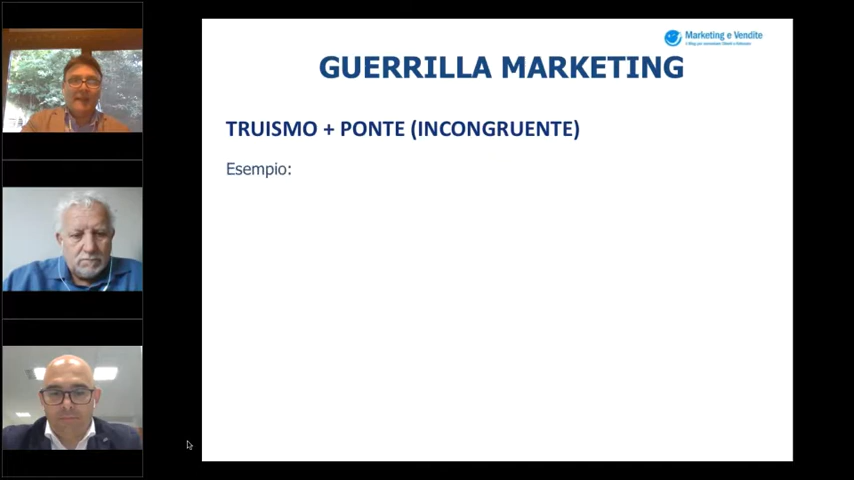 Marketing e Vendite
GUERRILLA MARKETING
TRUISMO + PONTE (INCONGRUENTE)
Esempio: